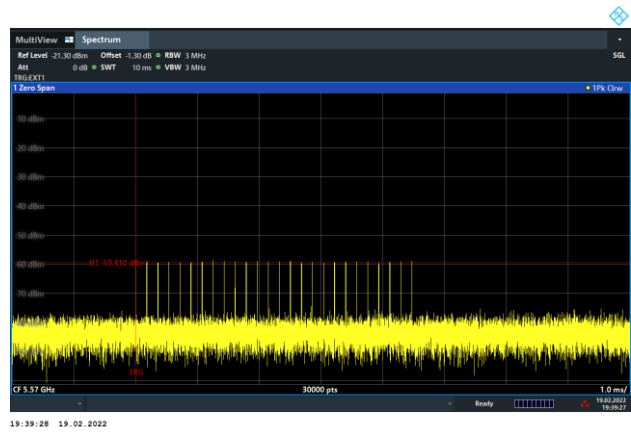 MultiView Spectrum
Ref Level -21.30 dBm Offset -1.30 dB RBW 3 MHz SGL
Att 0 dB SWT 10 ms VBW 3 MHz
TRG:EXT1
1 Zero Span 1Pk Clrw
-10 dBm
-20 dBm
-30 dBm
-40 dBm
-50 dBm
-60 dBm H1 -59.410 dBm
-70 dBm
TRG
CF 5.57 GHz 30000 pts 1.0 ms/
Ready 19.02.2022
19:39:27
19:39:28 19.02.2022